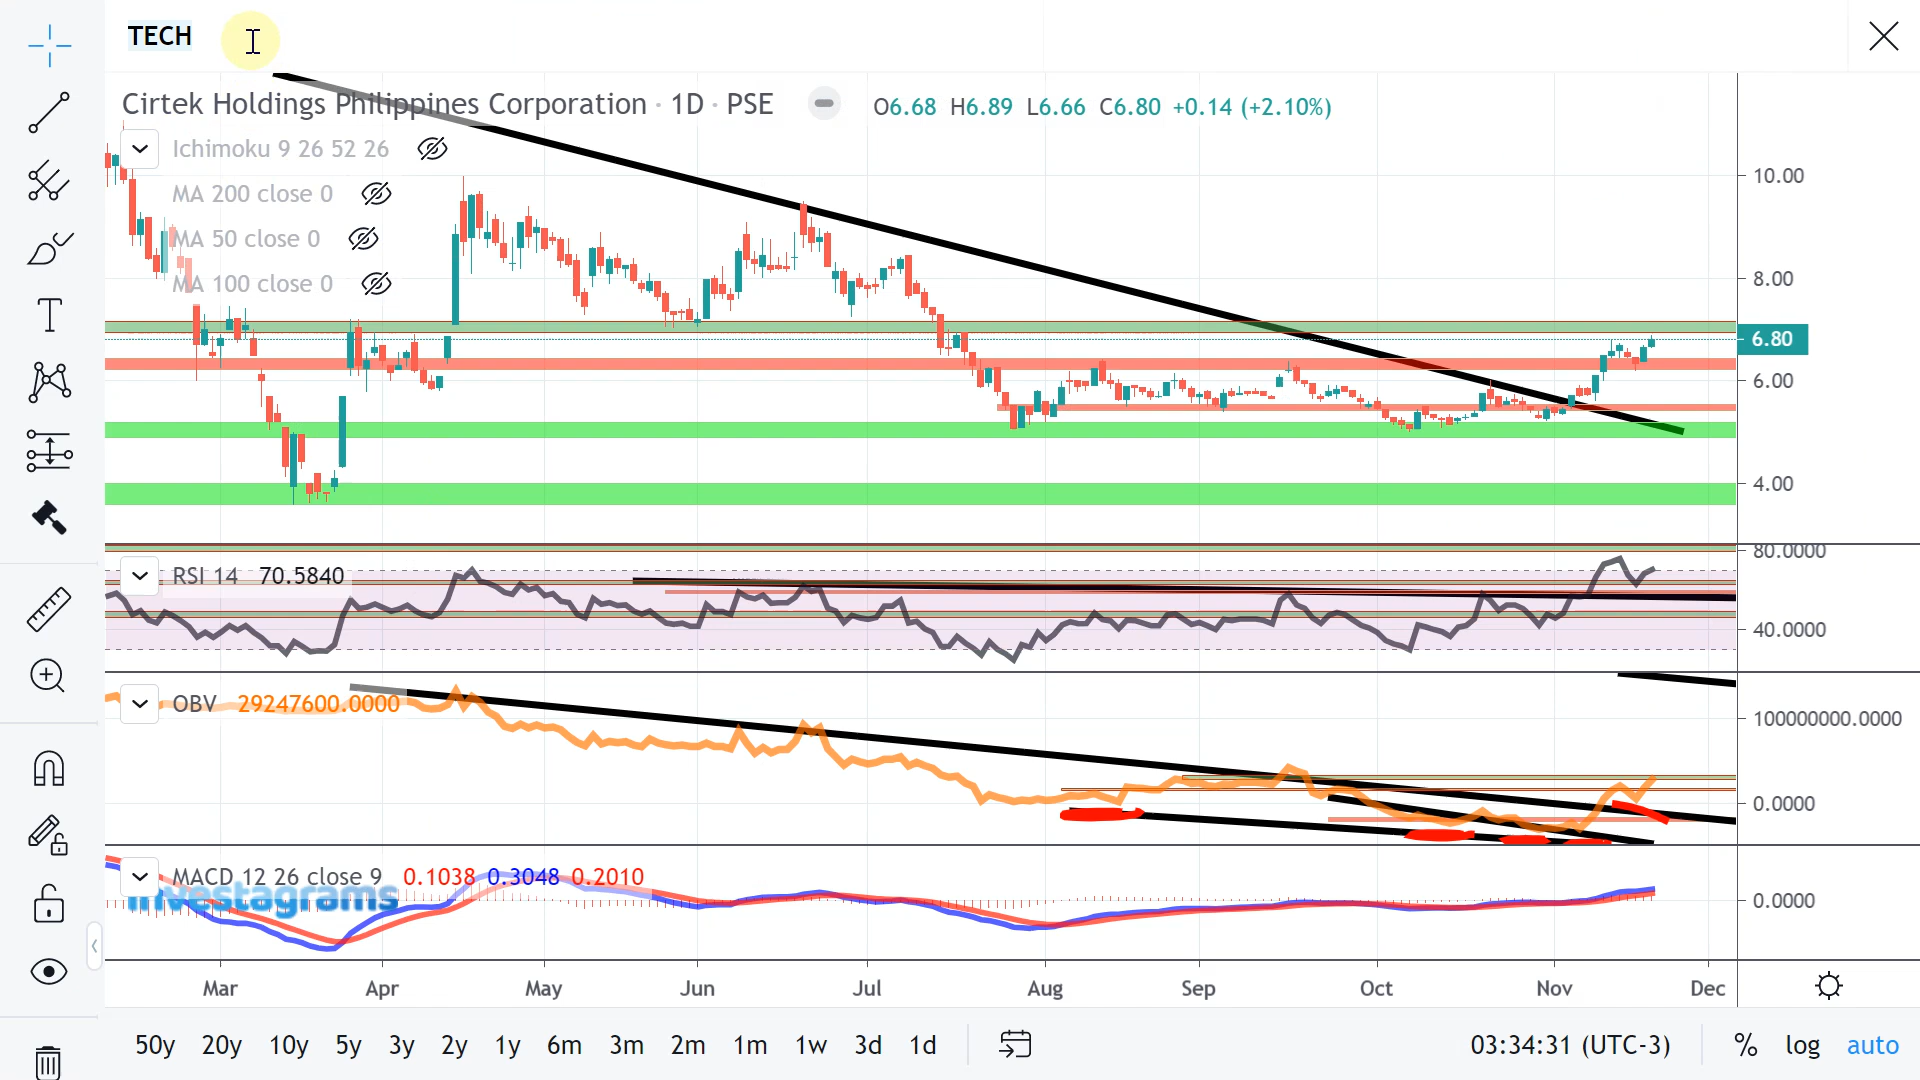 TECH
Cirtek Holdings Philippines Corporation · 1D · PSE O6.68 H6.89 L6.66 C6.80 +0.14 (+2.10%)
Ichimoku 9 26 52 26
MA 200 close 0
MA 50 close 0
MA 100 close 0
10.00
8.00
6.80
6.00
4.00
RSI 14 70.5840
80.0000
40.0000
OBV 29247600.0000
100000000.0000
0.0000
MACD 12 26 close 9 0.1038 0.3048 0.2010
investagrams
0.0000
Mar Apr May Jun Jul Aug Sep Oct Nov Dec
50y 20y 10y 5y 3y 2y 1y 6m 3m 2m 1m 1w 3d 1d 03:34:31 (UTC-3) % log auto